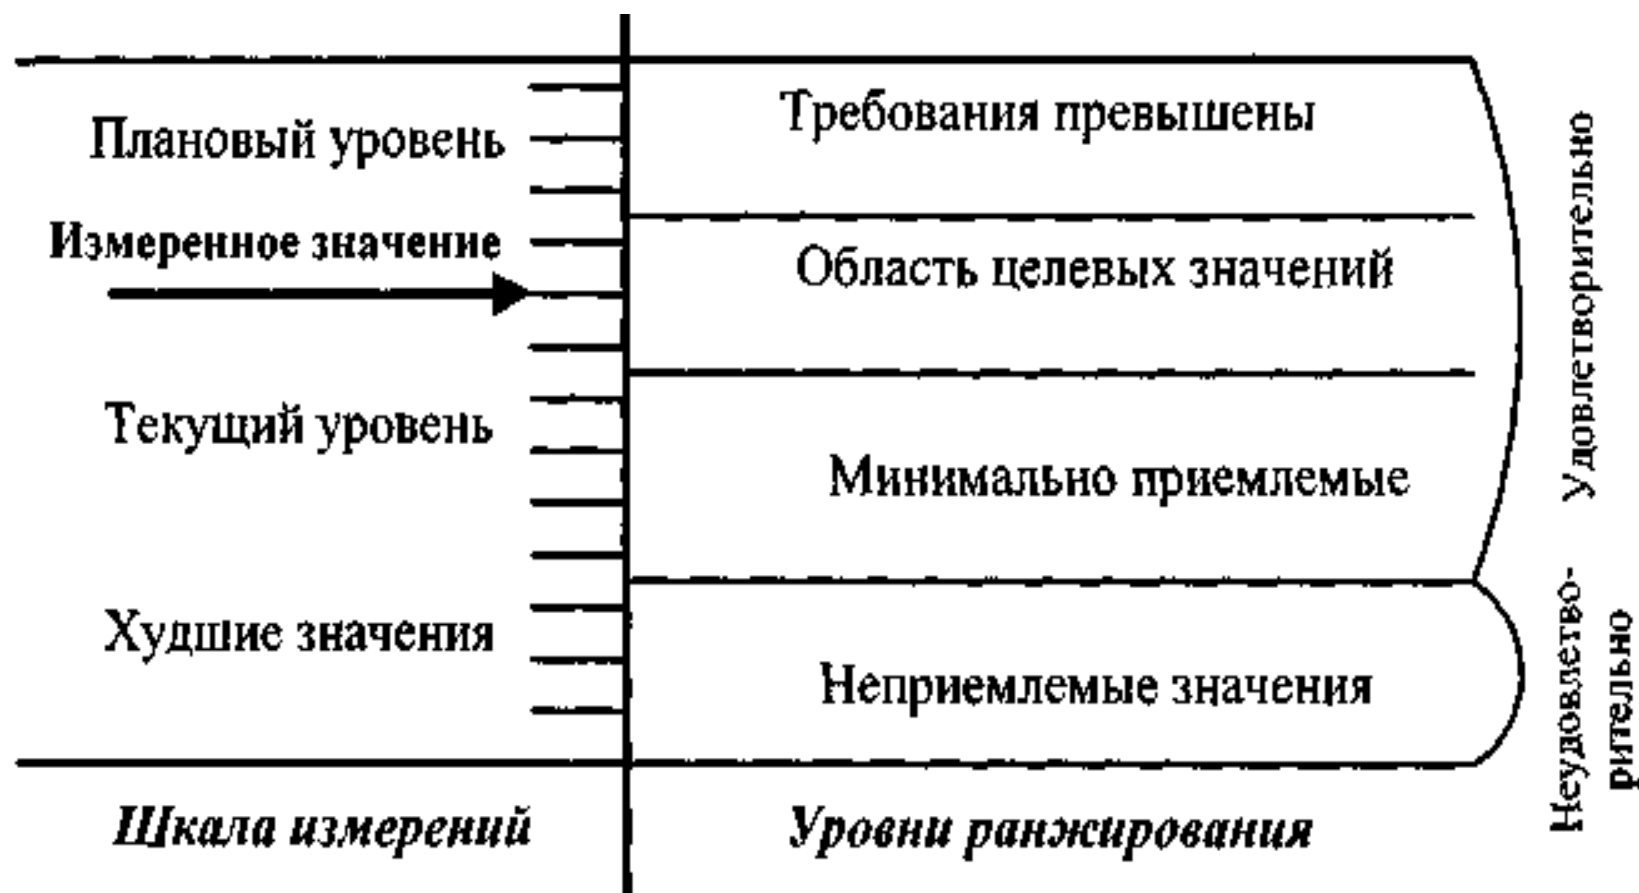 Плановый уровень
Измеренное значение
Текущий уровень
Худшие значения
Шкала измерений
Требования превышены
Область целевых значений
Минимально приемлемые
Неприемлемые значения
Уровни ранжирования
Удовлетворительно
Неудовлетво-
рительно